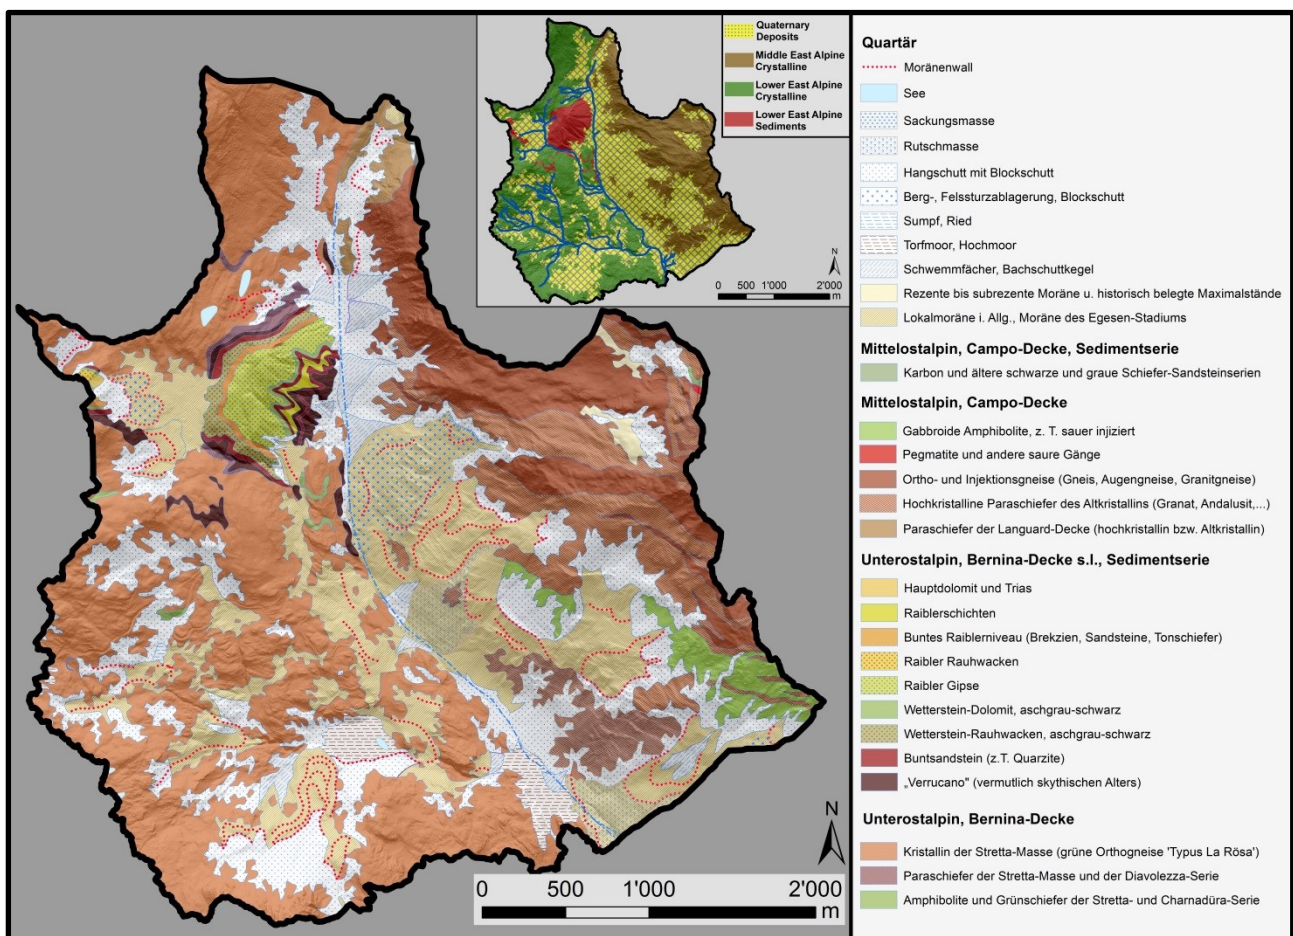 Quaternary
Deposits
Middle East Alpine
Crystalline
Lower East Alpine
Crystalline
Lower East Alpine
Sediments
N
0 500 1'000 2'000
m
N
0 500 1'000 2'000
m
Quartär
Moränenwall
See
Sackungsmasse
Rutschmasse
Hangschutt mit Blockschutt
Berg-, Felssturzablagerung, Blockschutt
Sumpf, Ried
Torfmoor, Hochmoor
Schwemmfächer, Bachschuttkegel
Rezente bis subrezente Moräne u. historisch belegte Maximalstände
Lokalmoräne i. Allg., Moräne des Egesen-Stadiums
Mittelostalpin, Campo-Decke, Sedimentserie
Karbon und ältere schwarze und graue Schiefer-Sandsteinserien
Mittelostalpin, Campo-Decke
Gabbroide Amphibolite, z. T. sauer injiziert
Pegmatite und andere saure Gänge
Ortho- und Injektionsgneise (Gneis, Augengneise, Granitgneise)
Hochkristalline Paraschiefer des Altkristallins (Granat, Andalusit,...)
Paraschiefer der Languard-Decke (hochkristallin bzw. Altkristallin)
Unterostalpin, Bernina-Decke s.l., Sedimentserie
Hauptdolomit und Trias
Raiblerschichten
Buntes Raiblerniveau (Brekzien, Sandsteine, Tonschiefer)
Raibler Rauhwacken
Raibler Gipse
Wetterstein-Dolomit, aschgrau-schwarz
Wetterstein-Rauhwacken, aschgrau-schwarz
Buntsandstein (z.T. Quarzite)
„Verrucano" (vermutlich skythischen Alters)
Unterostalpin, Bernina-Decke
Kristallin der Stretta-Masse (grüne Orthogneise 'Typus La Rösa')
Paraschiefer der Stretta-Masse und der Diavolezza-Serie
Amphibolite und Grünschiefer der Stretta- und Charnadüra-Serie